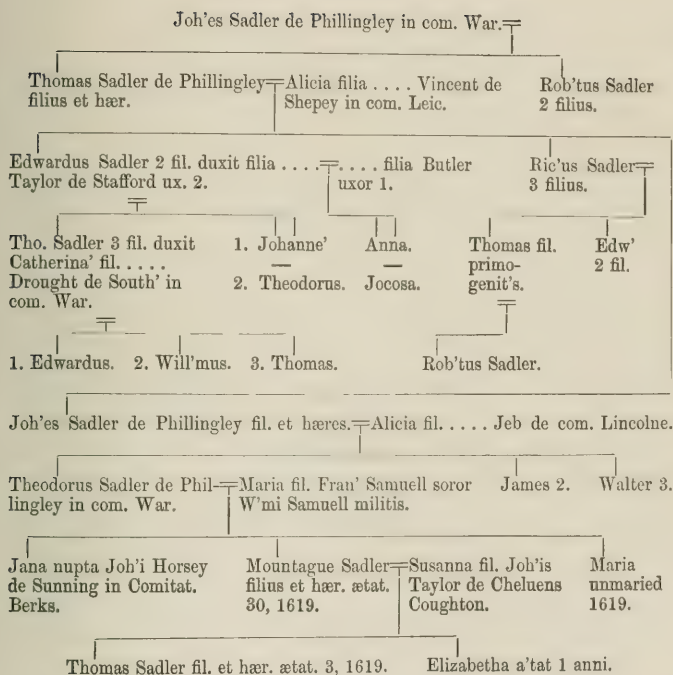 Joh'es Sadler de Phillingley in com. War.
Thomas Sadler de Phillingley
filius et hær.
Alicia filia . . . . Vincent de
Shepey in com. Leic.
Rob'tus Sadler
2 filius.
Edwardus Sadler 2 fil. duxit filia . . . .
Taylor de Stafford ux. 2.
. . . . filia Butler
uxor 1.
Ric'us Sadler
3 filius.
Tho. Sadler 3 fil. duxit
Catherina' fil. . . . .
Drought de South' in
com. War.
1. Johanne'
—
2. Theodorus.
Anna.
—
Jocosa.
Thomas fil.
primo-
genit's.
Edw'
2 fil.
1. Edwardus. 2. Will'mus. 3. Thomas.
Rob'tus Sadler.
Joh'es Sadler de Phillingley fil. et hæres.
Alicia fil. . . . . Jeb de com. Lincolne.
Theodorus Sadler de Phil-
lingley in com. War.
Maria fil. Fran' Samuell soror
W'mi Samuell militis.
James 2.
Walter 3.
Jana nupta Joh'i Horsey
de Sunning in Comitat.
Berks.
Mountague Sadler
filius et hær. ætat.
30, 1619.
Susanna fil. Joh'is
Taylor de Cheluens
Coughton.
Maria
unmaried
1619.
Thomas Sadler fil. et hær. ætat. 3, 1619.
Elizabetha a'tat 1 anni.